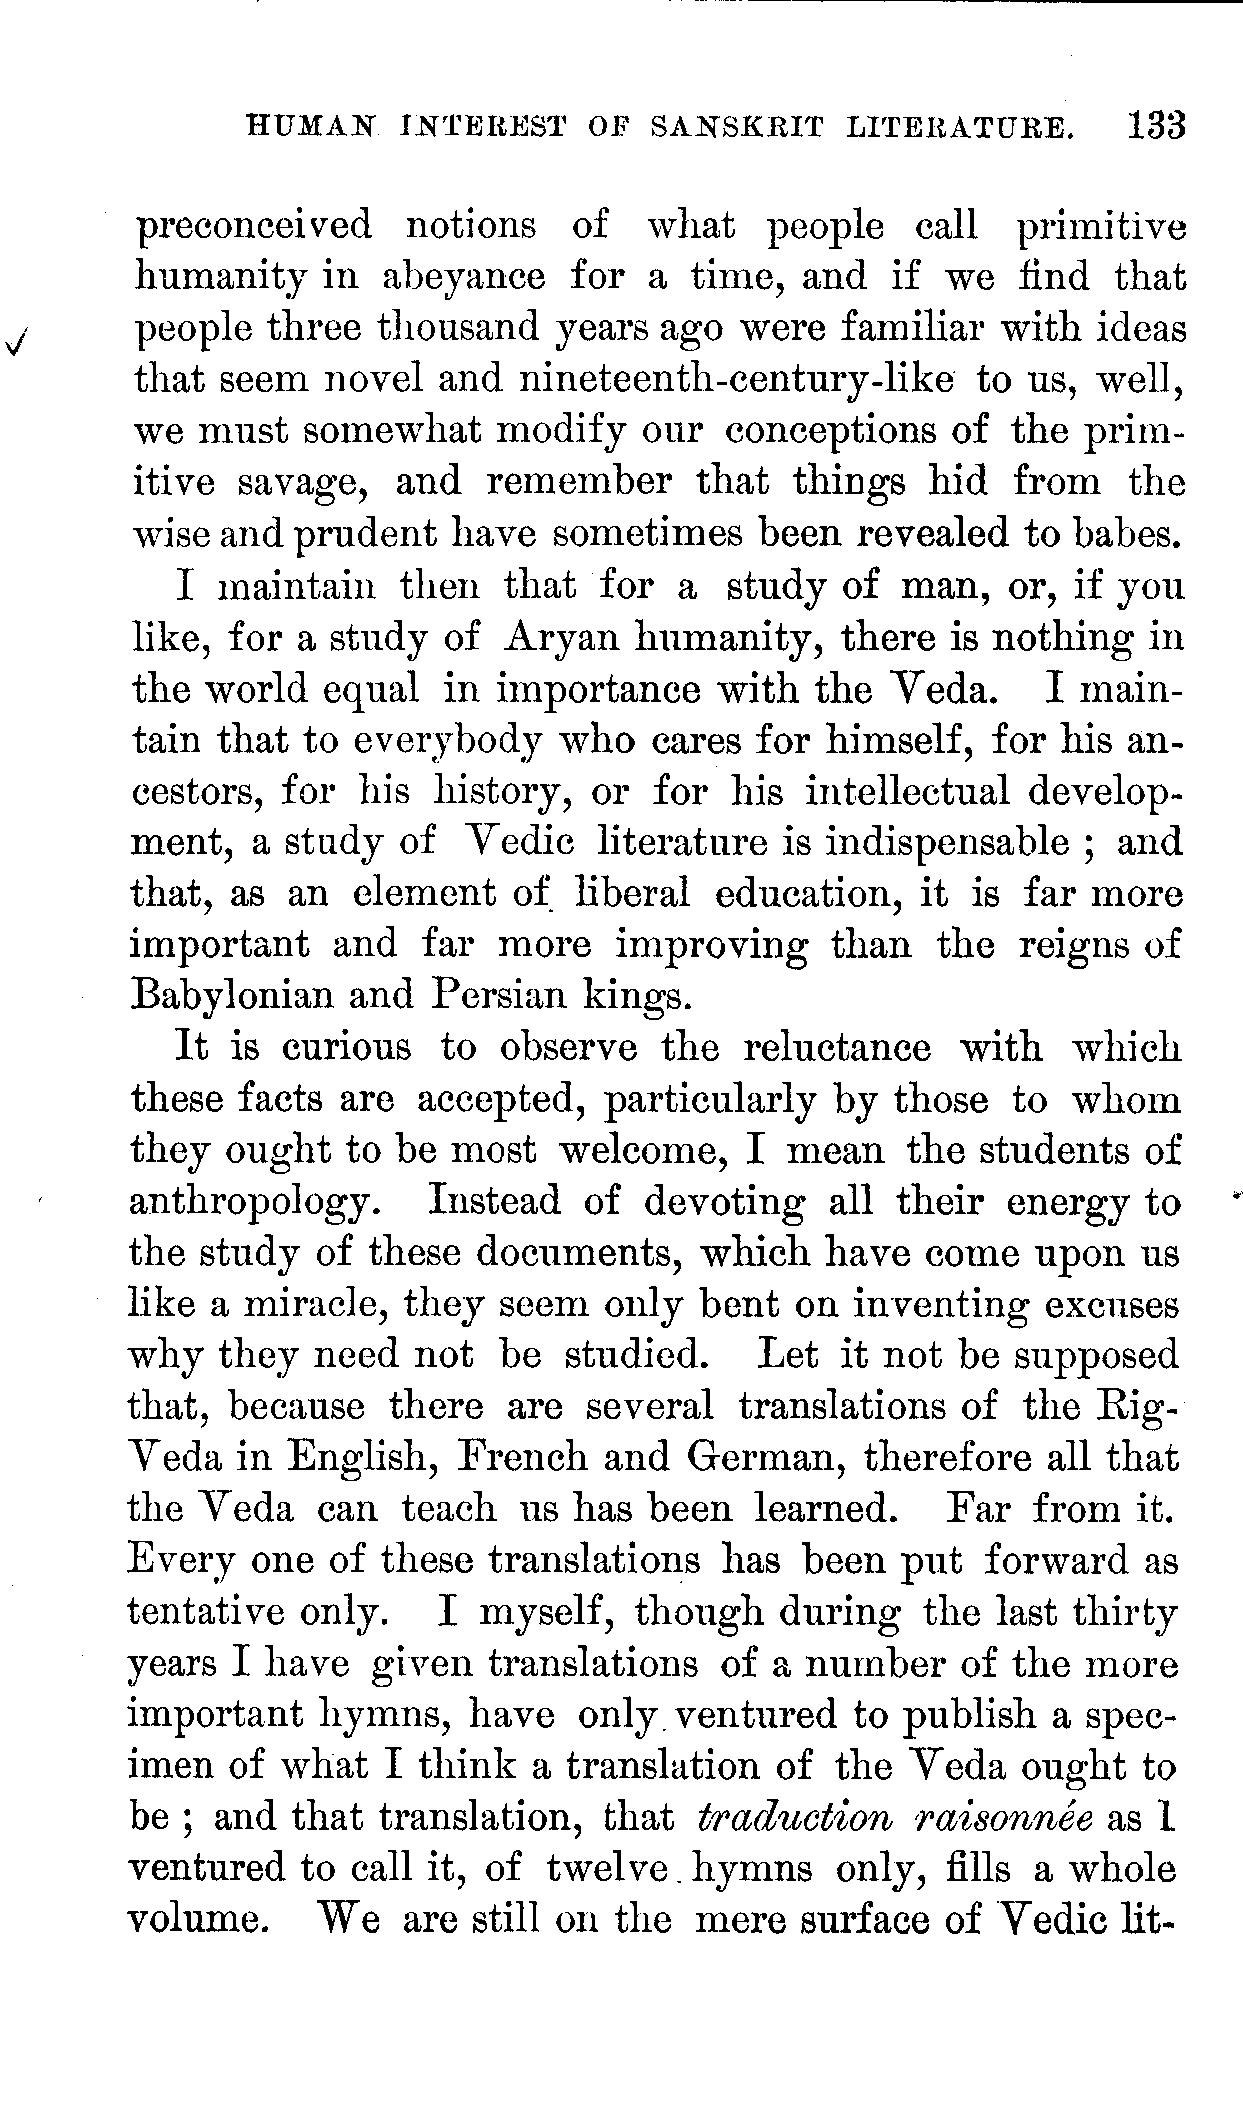 HUMAN INTEREST OF SANSKRIT LITERATURE. 133
preconceived notions of what people call primitive
humanity in abeyance for a time, and if we find that
people three thousand years ago were familiar with ideas
that seem novel and nineteenth-century-like to us, well,
we must somewhat modify our conceptions of the prim-
itive savage, and remember that things hid from the
wise and prudent have sometimes been revealed to babes.
I maintain then that for a study of man, or, if you
like, for a study of Aryan humanity, there is nothing in
the world equal in importance with the Veda. I main-
tain that to everybody who cares for himself, for his an-
cestors, for his history, or for his intellectual develop-
ment, a study of Vedic literature is indispensable ; and
that, as an element of liberal education, it is far more
important and far more improving than the reigns of
Babylonian and Persian kings.
It is curious to observe the reluctance with which
these facts are accepted, particularly by those to whom
they ought to be most welcome, I mean the students of
anthropology. Instead of devoting all their energy to
the study of these documents, which have come upon us
like a miracle, they seem only bent on inventing excuses
why they need not be studied. Let it not be supposed
that, because there are several translations of the Rig-
Veda in English, French and German, therefore all that
the Veda can teach us has been learned. Far from it.
Every one of these translations has been put forward as
tentative only. I myself, though during the last thirty
years I have given translations of a number of the more
important hymns, have only ventured to publish a spec-
imen of what I think a translation of the Veda ought to
be ; and that translation, that traduction raisonnée as I
ventured to call it, of twelve hymns only, fills a whole
volume. We are still on the mere surface of Vedic lit-